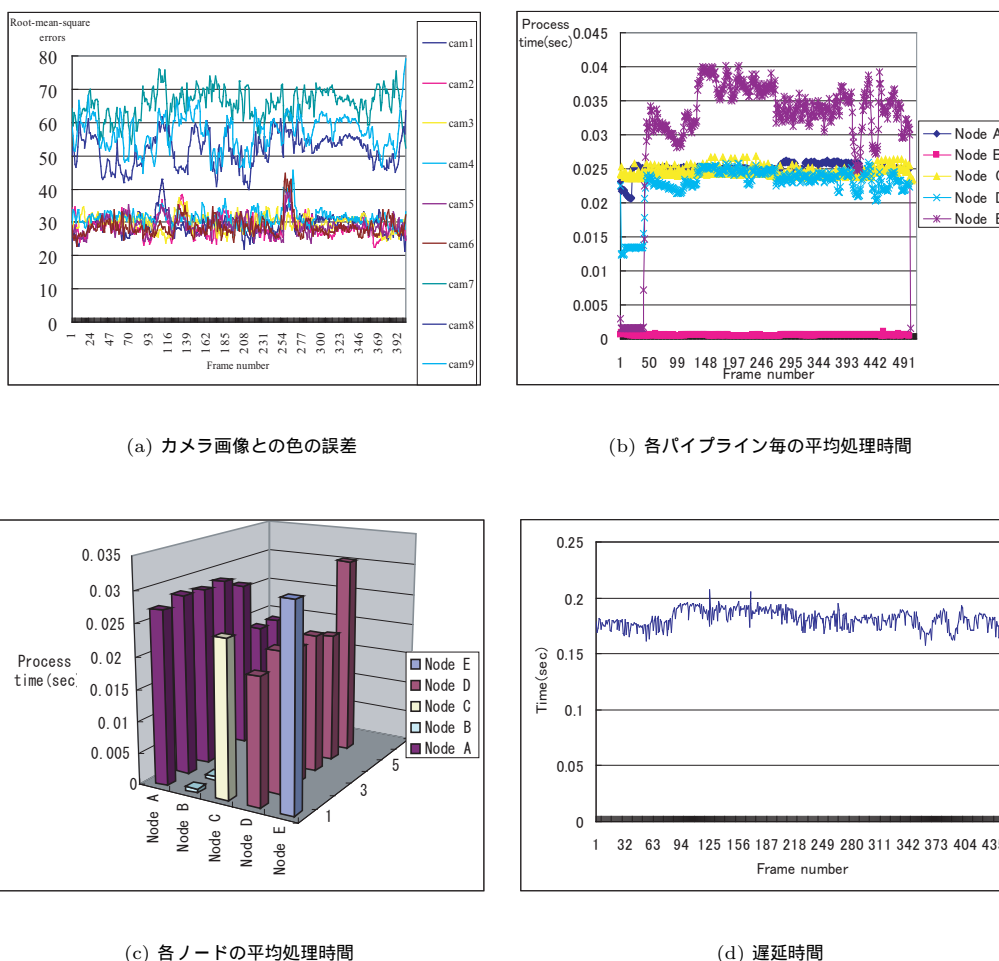 Root-mean-square
errors
80
70
60
50
40
30
20
10
0
1 24 47 70 93 116 139 162 185 208 231 254 277 300 323 346 369 392
Frame number
cam1
cam2
cam3
cam4
cam5
cam6
cam7
cam8
cam9
(a) カメラ画像との色の誤差
Process
time(sec)
0.045
0.04
0.035
0.03
0.025
0.02
0.015
0.01
0.005
0
1 50 99 148 197 246 295 344 393 442 491
Frame number
Node A
Node B
Node C
Node D
Node E
(b) 各パイプライン毎の平均処理時間
Process
time(sec
0.035
0.03
0.025
0.02
0.015
0.01
0.005
0
Node A
Node B
Node C
Node D
Node E
1
3
5
Node E
Node D
Node C
Node B
Node A
(c) 各ノードの平均処理時間
Time(sec)
0.25
0.2
0.15
0.1
0.05
0
1 32 63 94 125 156 187 218 249 280 311 342 373 404 435
Frame number
(d) 遅延時間